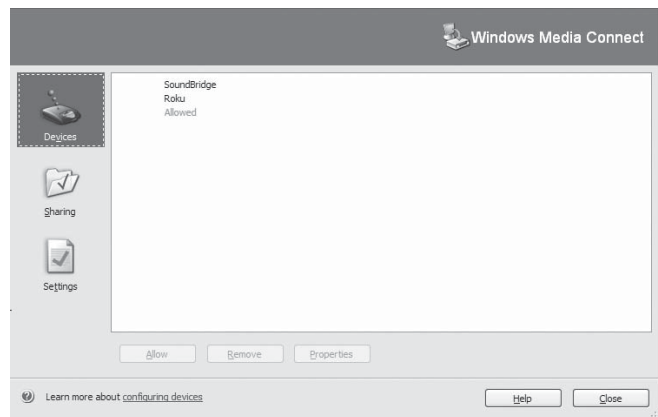 Windows Media Connect
Devices
SoundBridge
Roku
Allowed
Sharing
Settings
Allow Remove Properties
Learn more about configuring devices
Help Close